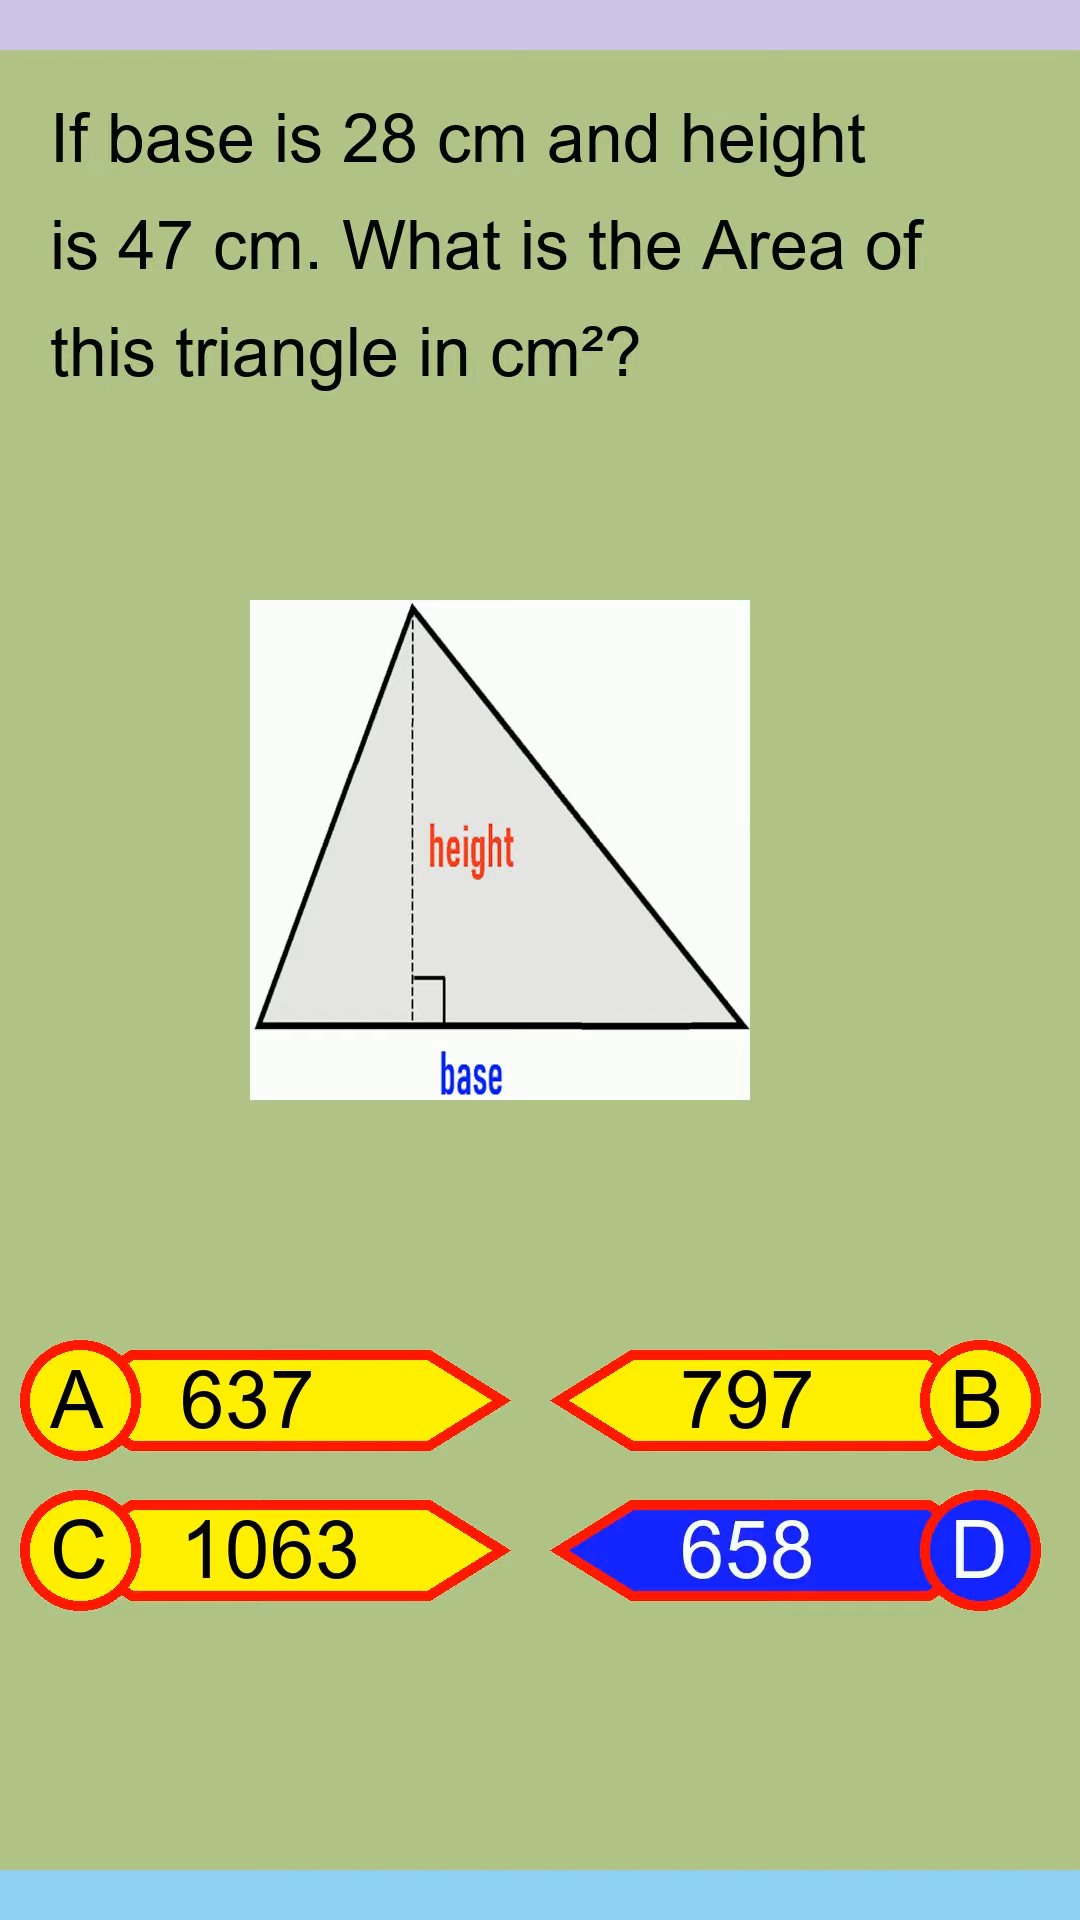 If base is 28 cm and height
is 47 cm. What is the Area of
this triangle in cm²?
height
base
A 637
797 B
C 1063
658 D